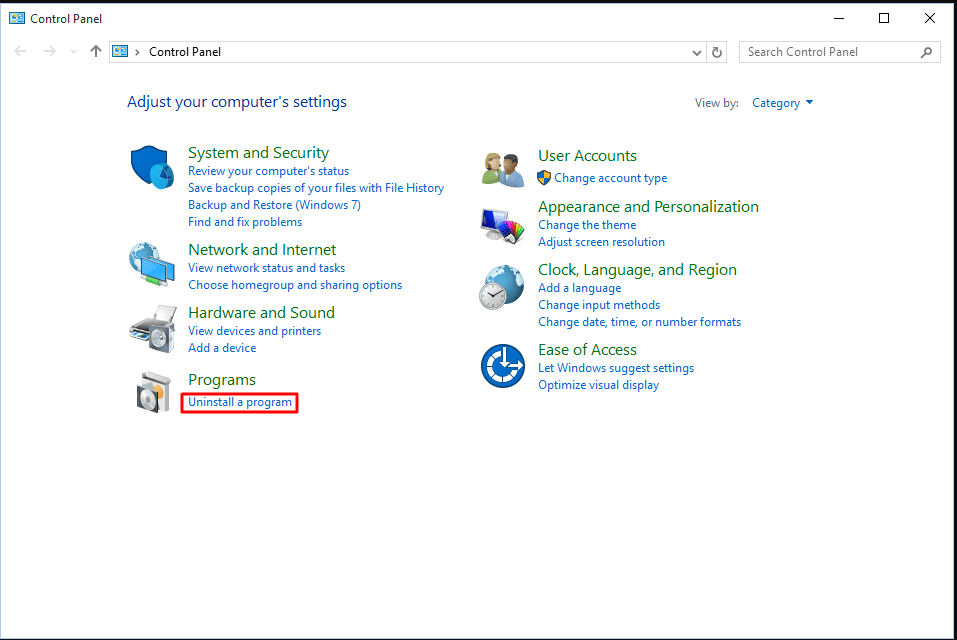 Control Panel
Control Panel
Search Control Panel
Adjust your computer's settings
View by: Category
System and Security
Review your computer's status
Save backup copies of your files with File History
Backup and Restore (Windows 7)
Find and fix problems
Network and Internet
View network status and tasks
Choose homegroup and sharing options
Hardware and Sound
View devices and printers
Add a device
Programs
Uninstall a program
User Accounts
Change account type
Appearance and Personalization
Change the theme
Adjust screen resolution
Clock, Language, and Region
Add a language
Change input methods
Change date, time, or number formats
Ease of Access
Let Windows suggest settings
Optimize visual display